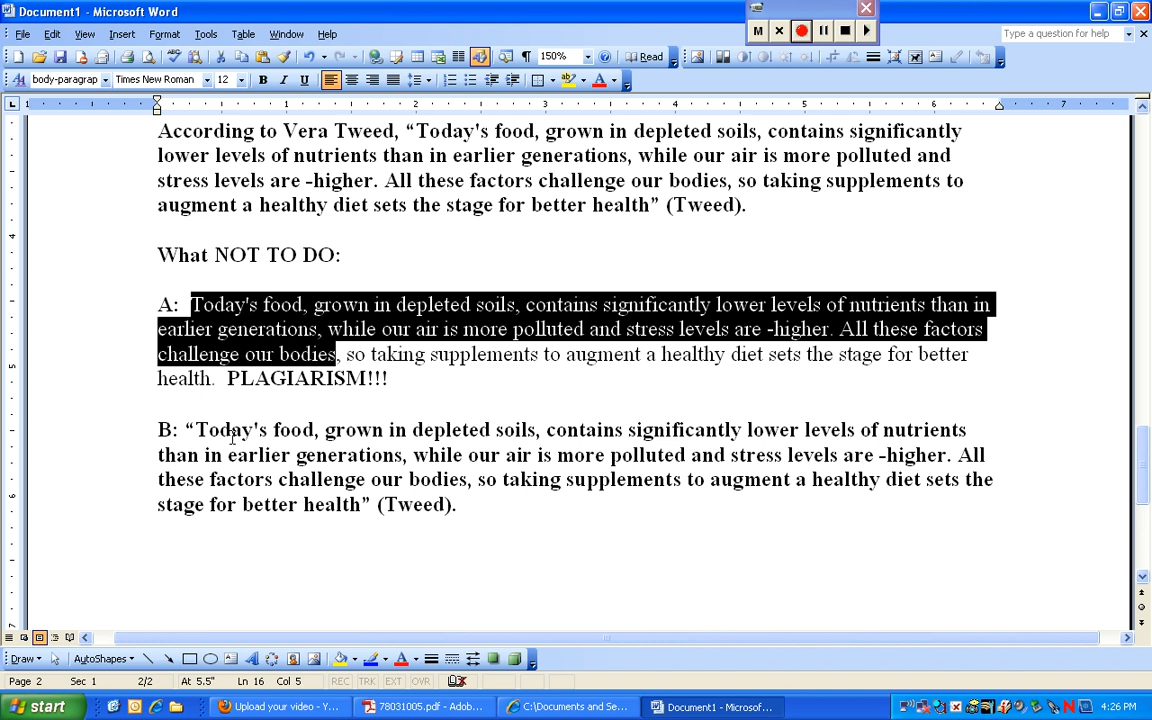 Document1 - Microsoft Word
File Edit View Insert Format Tools Table Window Help
Type a question for help
150% Read
body-paragrap Times New Roman 12 B I U
1 1 2 3 4 5 6 7
According to Vera Tweed, “Today's food, grown in depleted soils, contains significantly
lower levels of nutrients than in earlier generations, while our air is more polluted and
stress levels are -higher. All these factors challenge our bodies, so taking supplements to
augment a healthy diet sets the stage for better health” (Tweed).
What NOT TO DO:
A: Today's food, grown in depleted soils, contains significantly lower levels of nutrients than in
earlier generations, while our air is more polluted and stress levels are -higher. All these factors
challenge our bodies, so taking supplements to augment a healthy diet sets the stage for better
health. PLAGIARISM!!!
B: “Today's food, grown in depleted soils, contains significantly lower levels of nutrients
than in earlier generations, while our air is more polluted and stress levels are -higher. All
these factors challenge our bodies, so taking supplements to augment a healthy diet sets the
stage for better health” (Tweed).
Draw AutoShapes
Page 2 Sec 1 2/2 At 5.5" Ln 16 Col 5 REC TRK EXT OVR
start Upload your video - Y... 78031005.pdf - Adob... C:\Documents and Se... Document1 - Microsof... 4:26 PM